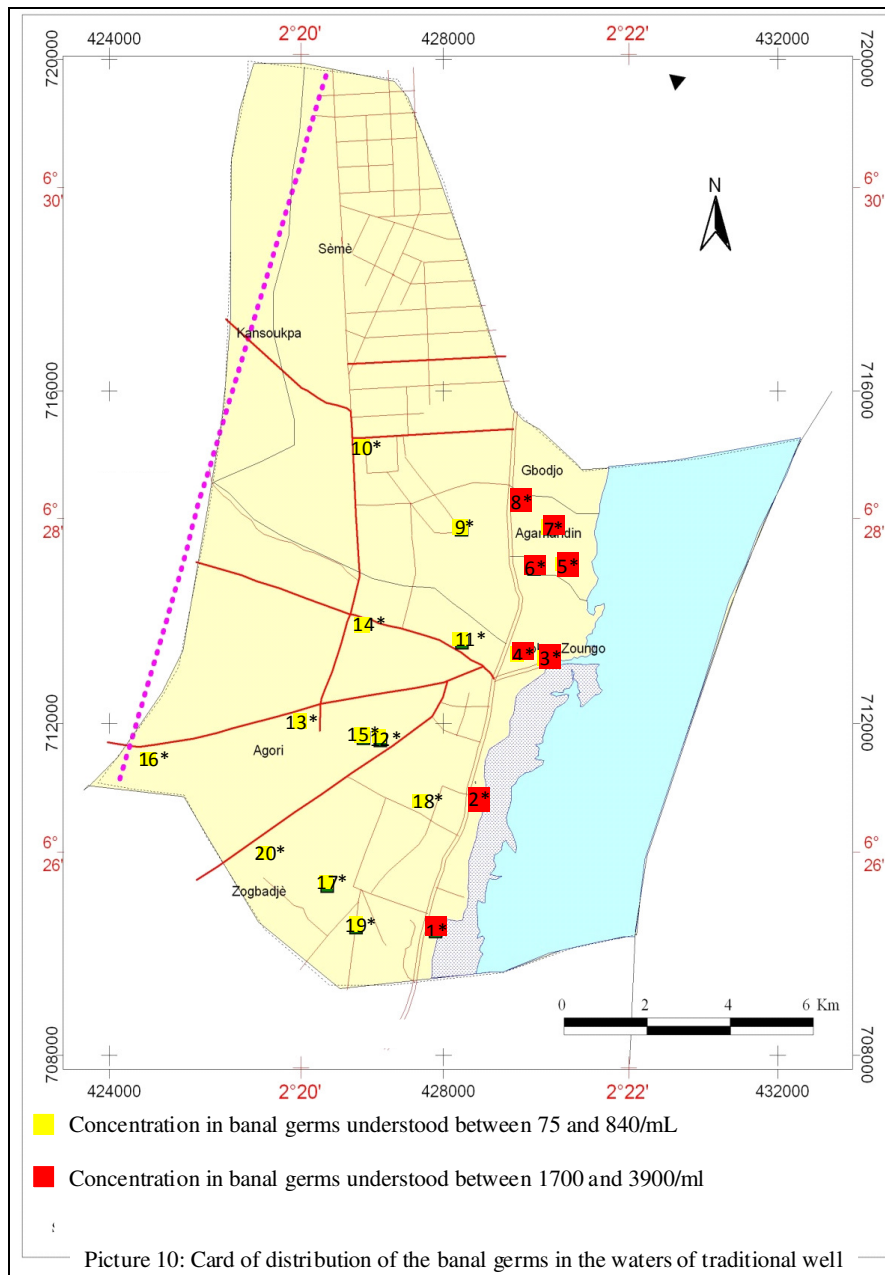 424000 2°20' 428000 2°22' 432000
720000 720000
6° 30' 6° 30'
N
Sèmè
Kansoukpa
716000 716000
10*
Gbodjo
8*
6° 28' 9* 7* 6° 28'
Agamandin
6* 5*
14* 11*
4* Zoungo
3*
712000 13* 712000
15* 12*
Agori
16*
18* 2*
6° 26' 20* 6° 26'
17*
Zogbadjè
19* 1*
0 2 4 6 Km
708000 708000
424000 2°20' 428000 2°22' 432000
Concentration in banal germs understood between 75 and 840/mL
Concentration in banal germs understood between 1700 and 3900/ml
Picture 10: Card of distribution of the banal germs in the waters of traditional well